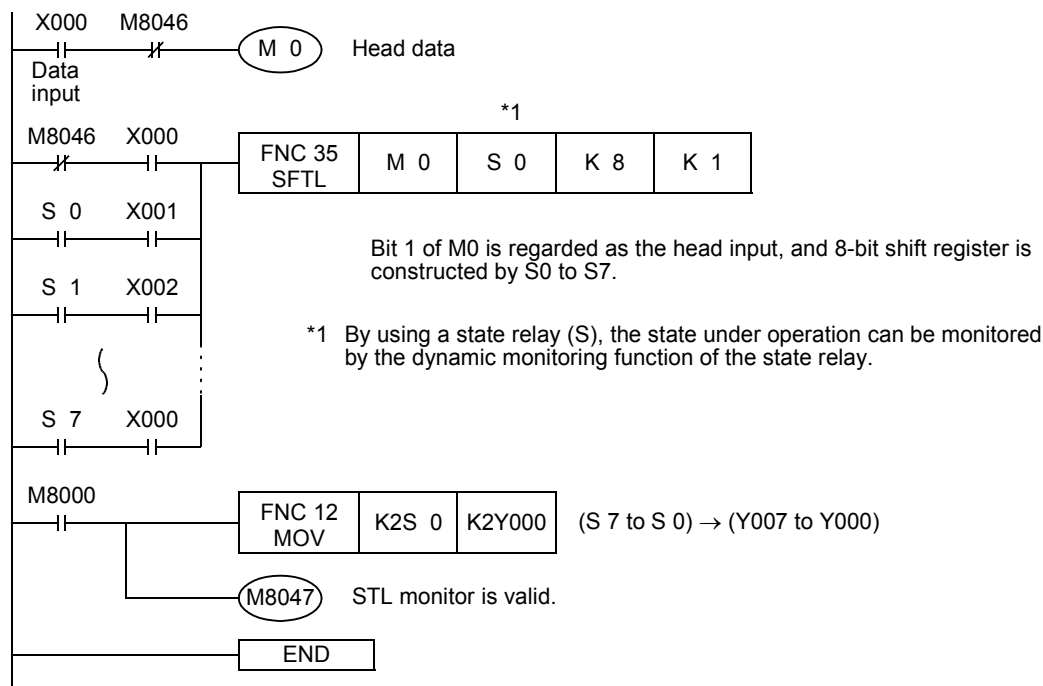 X000 M8046
M 0 Head data
Data
input
*1
M8046 X000
FNC 35
SFTL M 0 S 0 K 8 K 1
S 0 X001
Bit 1 of M0 is regarded as the head input, and 8-bit shift register is
constructed by S0 to S7.
S 1 X002
*1 By using a state relay (S), the state under operation can be monitored
by the dynamic monitoring function of the state relay.
S 7 X000
M8000
FNC 12
MOV K2S 0 K2Y000 (S 7 to S 0) → (Y007 to Y000)
M8047 STL monitor is valid.
END